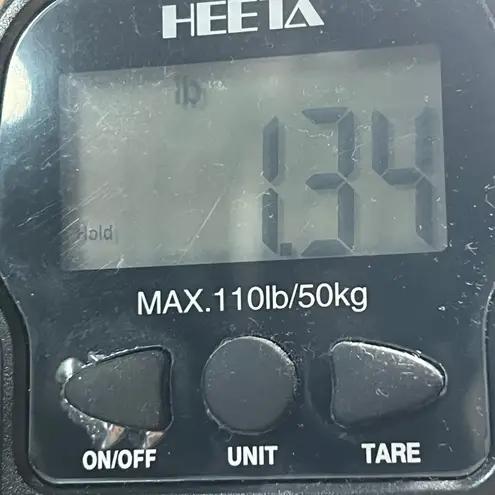 HEETA
lb
1.34
Hold
MAX.110lb/50kg
ON/OFF UNIT TARE